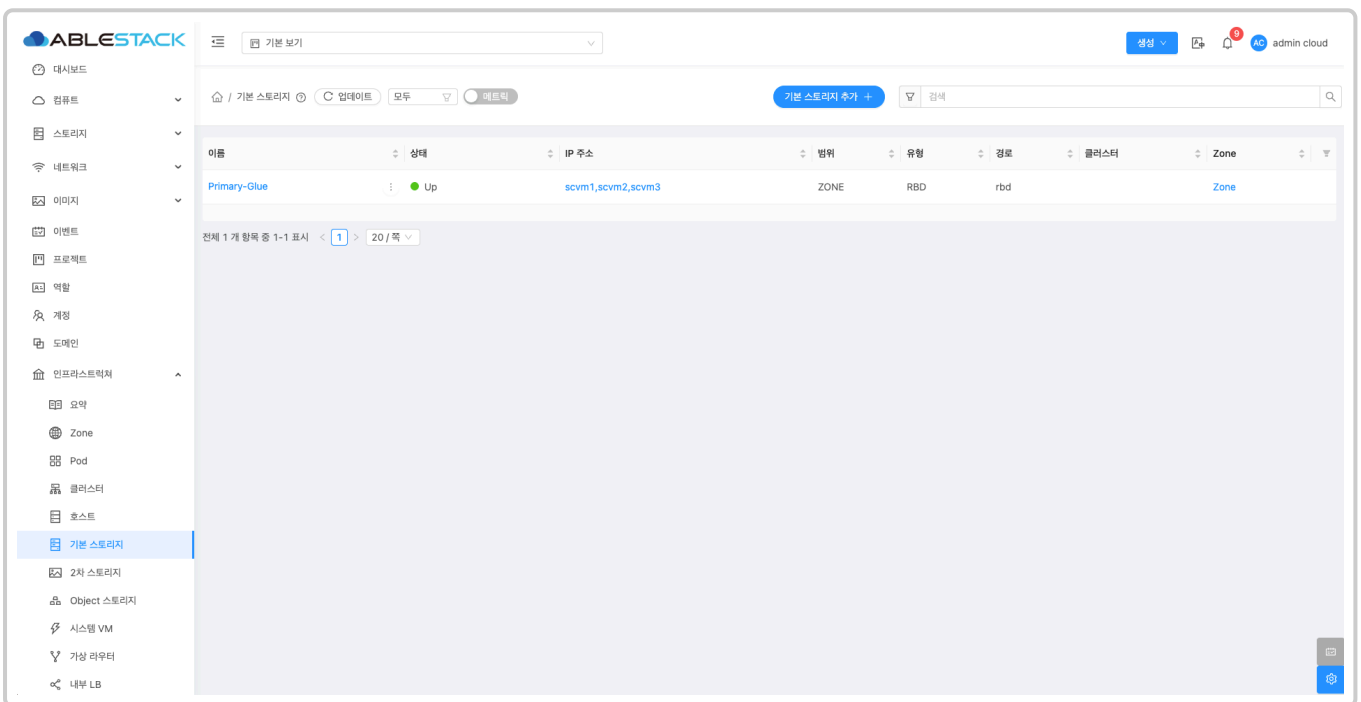 ABLESTACK
기본 보기
생성
9
AC admin cloud
대시보드
컴퓨트
스토리지
네트워크
이미지
이벤트
프로젝트
역할
계정
도메인
인프라스트럭쳐
요약
Zone
Pod
클러스터
호스트
기본 스토리지
2차 스토리지
Object 스토리지
시스템 VM
가상 라우터
내부 LB
/ 기본 스토리지 업데이트 모두 메트릭
기본 스토리지 추가 +
검색
이름 상태 IP 주소 범위 유형 경로 클러스터 Zone
Primary-Glue Up scvm1,scvm2,scvm3 ZONE RBD rbd Zone
전체 1 개 항목 중 1-1 표시 < 1 > 20 / 쪽